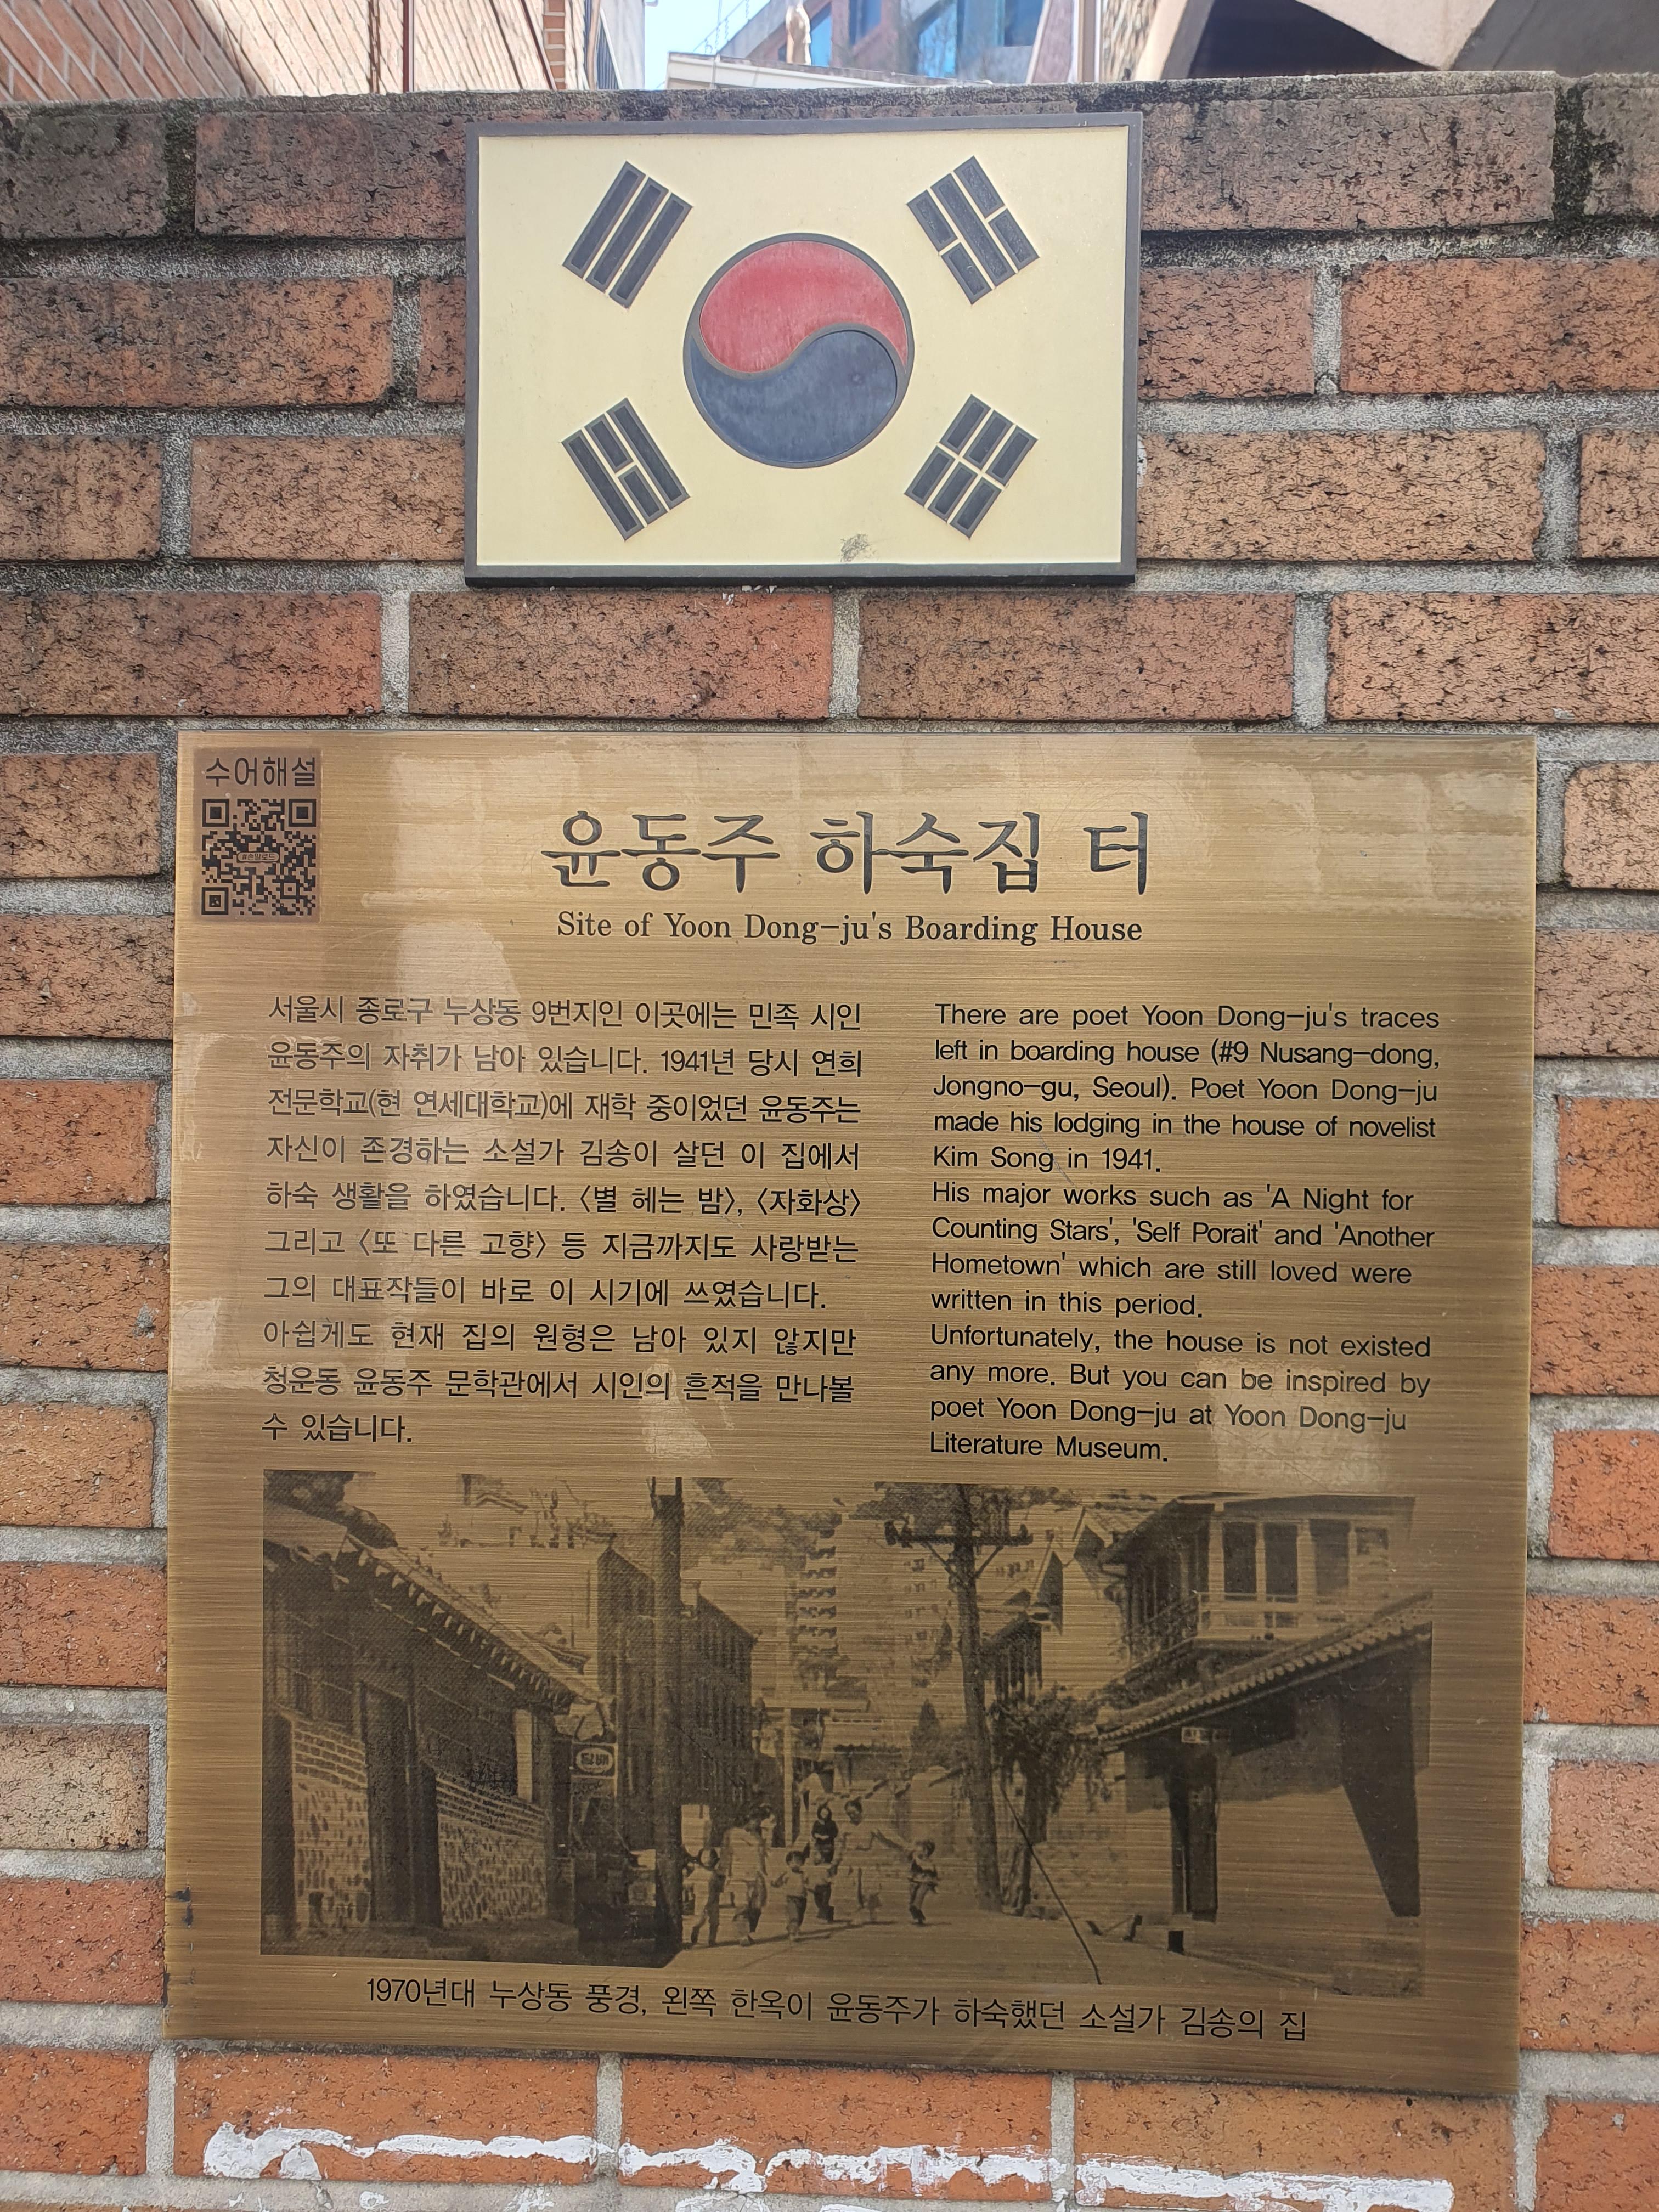 수어해설
#손말로드
윤동주 하숙집 터
Site of Yoon Dong-ju's Boarding House
서울시 종로구 누상동 9번지인 이곳에는 민족 시인
윤동주의 자취가 남아 있습니다. 1941년 당시 연희
전문학교(현 연세대학교)에 재학 중이었던 윤동주는
자신이 존경하는 소설가 김송이 살던 이 집에서
하숙 생활을 하였습니다. <별 헤는 밤>, <자화상>
그리고 <또 다른 고향> 등 지금까지도 사랑받는
그의 대표작들이 바로 이 시기에 쓰였습니다.
아쉽게도 현재 집의 원형은 남아 있지 않지만
청운동 윤동주 문학관에서 시인의 흔적을 만나볼
수 있습니다.
There are poet Yoon Dong-ju's traces
left in boarding house (#9 Nusang-dong,
Jongno-gu, Seoul). Poet Yoon Dong-ju
made his lodging in the house of novelist
Kim Song in 1941.
His major works such as 'A Night for
Counting Stars', 'Self Porait' and 'Another
Hometown' which are still loved were
written in this period.
Unfortunately, the house is not existed
any more. But you can be inspired by
poet Yoon Dong-ju at Yoon Dong-ju
Literature Museum.
담배
1970년대 누상동 풍경, 왼쪽 한옥이 윤동주가 하숙했던 소설가 김송의 집